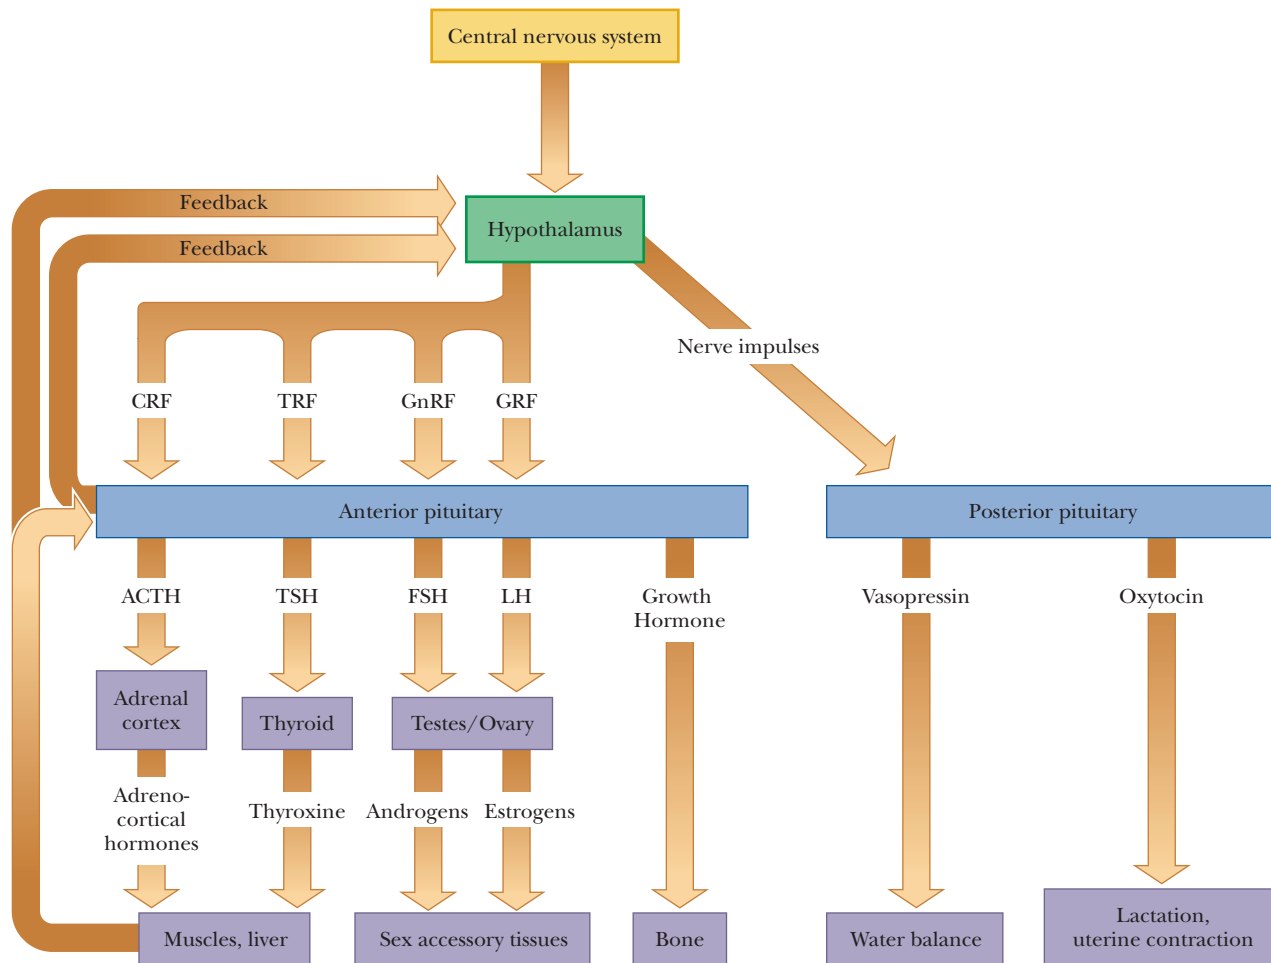 Central nervous system
Feedback
Hypothalamus
Feedback
Nerve impulses
CRF
TRF
GnRF
GRF
Anterior pituitary
Posterior pituitary
ACTH
TSH
FSH
LH
Growth
Hormone
Vasopressin
Oxytocin
Adrenal
cortex
Thyroid
Testes/Ovary
Adreno-
cortical
hormones
Thyroxine
Androgens
Estrogens
Muscles, liver
Sex accessory tissues
Bone
Water balance
Lactation,
uterine contraction